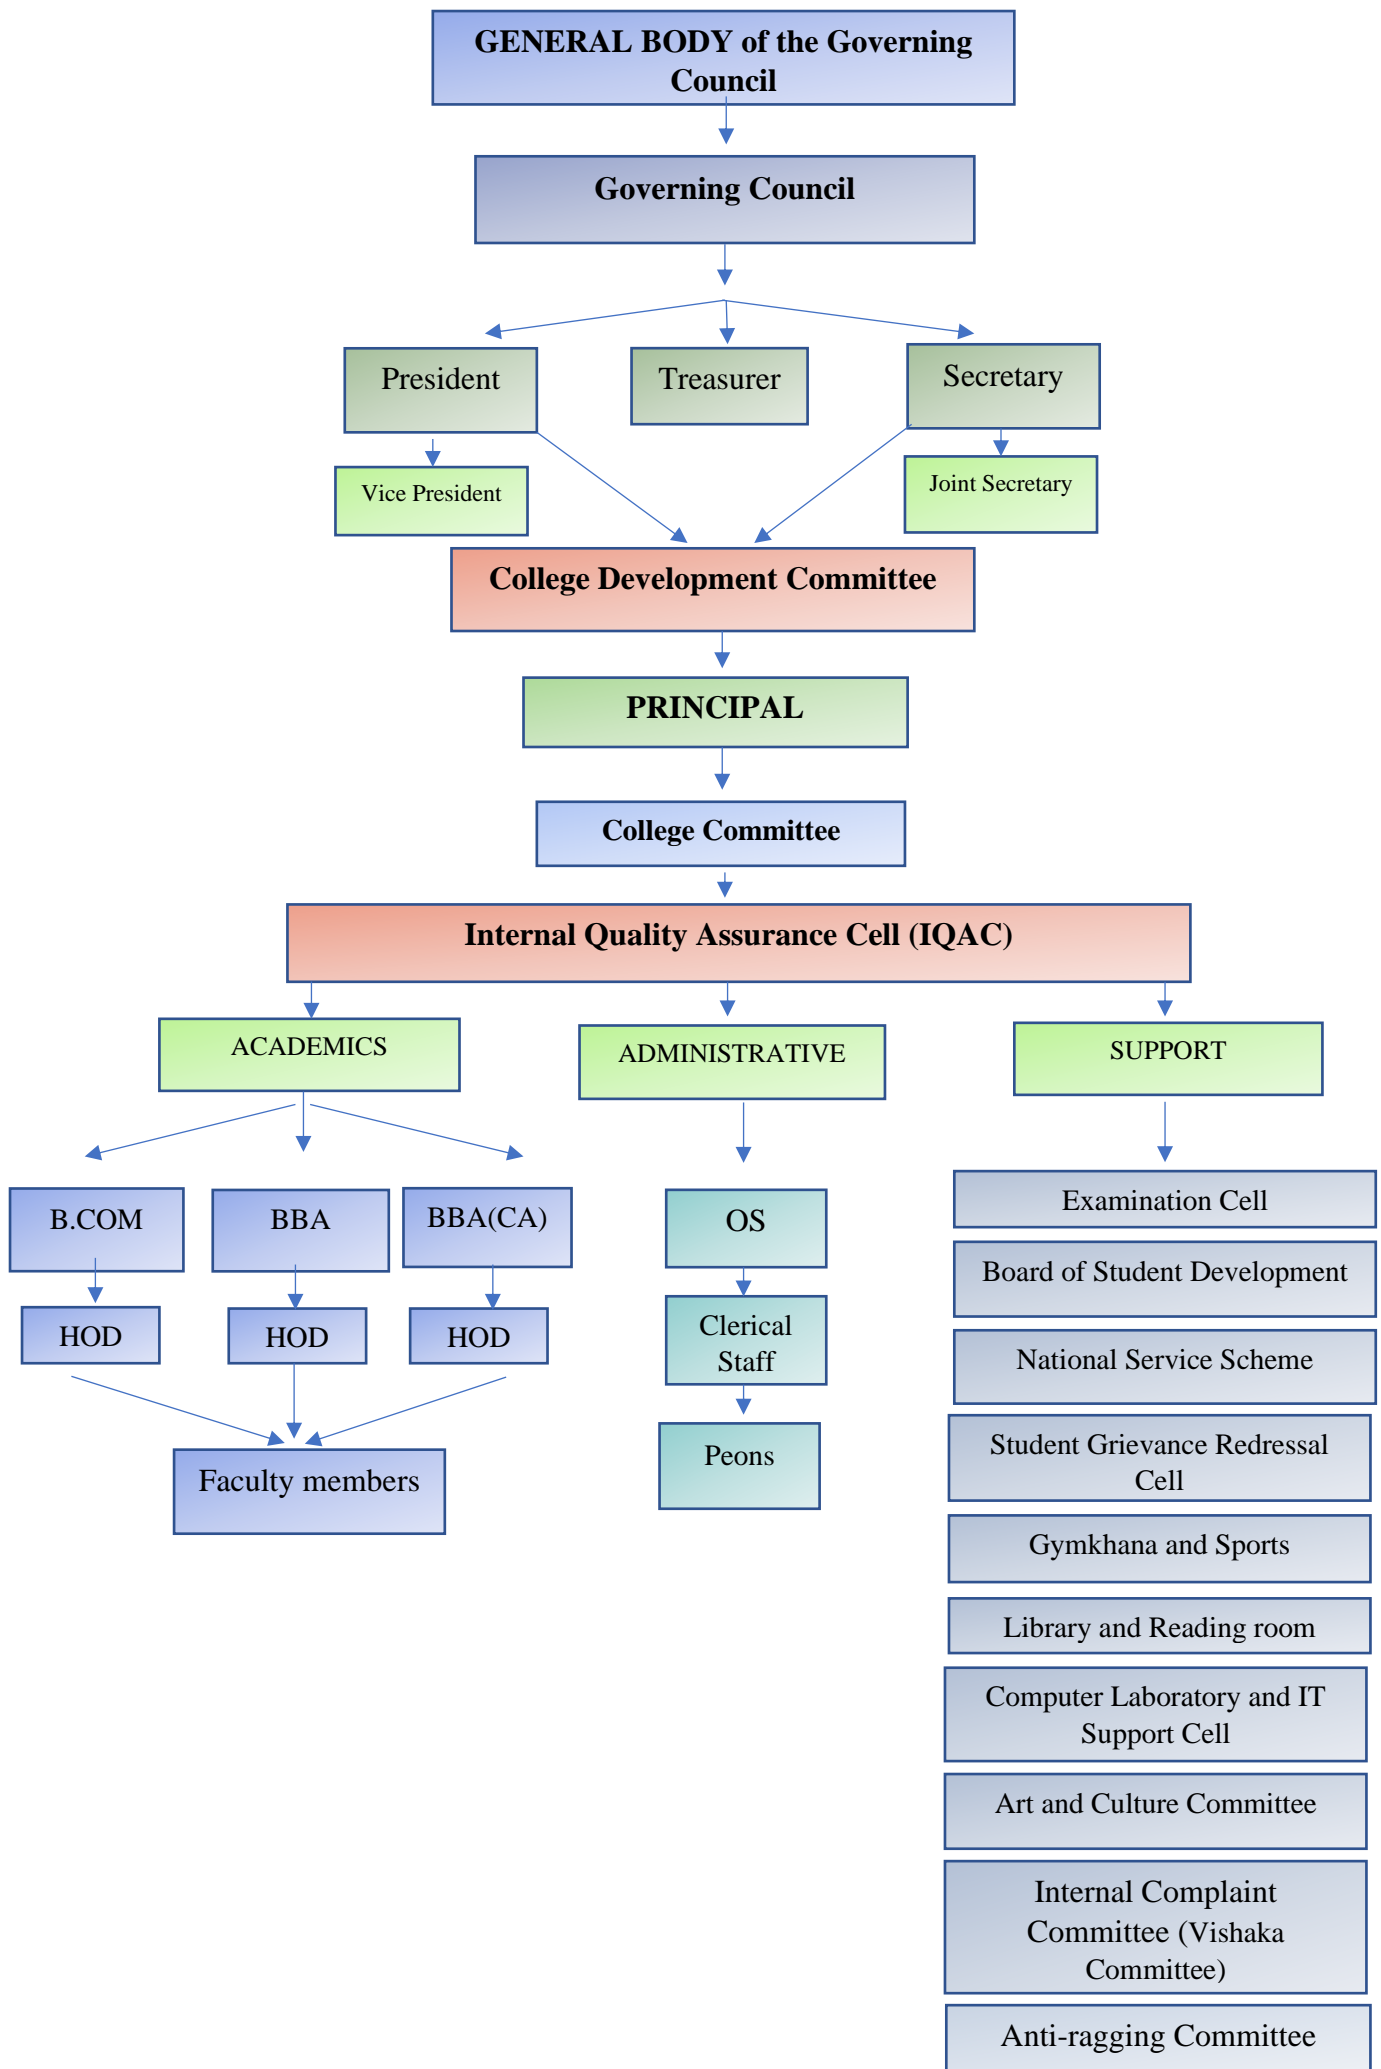 GENERAL BODY of the Governing
Council
Governing Council
President
Treasurer
Secretary
Vice President
Joint Secretary
College Development Committee
PRINCIPAL
College Committee
Internal Quality Assurance Cell (IQAC)
ACADEMICS
ADMINISTRATIVE
SUPPORT
B.COM
BBA
BBA(CA)
HOD
HOD
HOD
Faculty members
OS
Clerical
Staff
Peons
Examination Cell
Board of Student Development
National Service Scheme
Student Grievance Redressal
Cell
Gymkhana and Sports
Library and Reading room
Computer Laboratory and IT
Support Cell
Art and Culture Committee
Internal Complaint
Committee (Vishaka
Committee)
Anti-ragging Committee